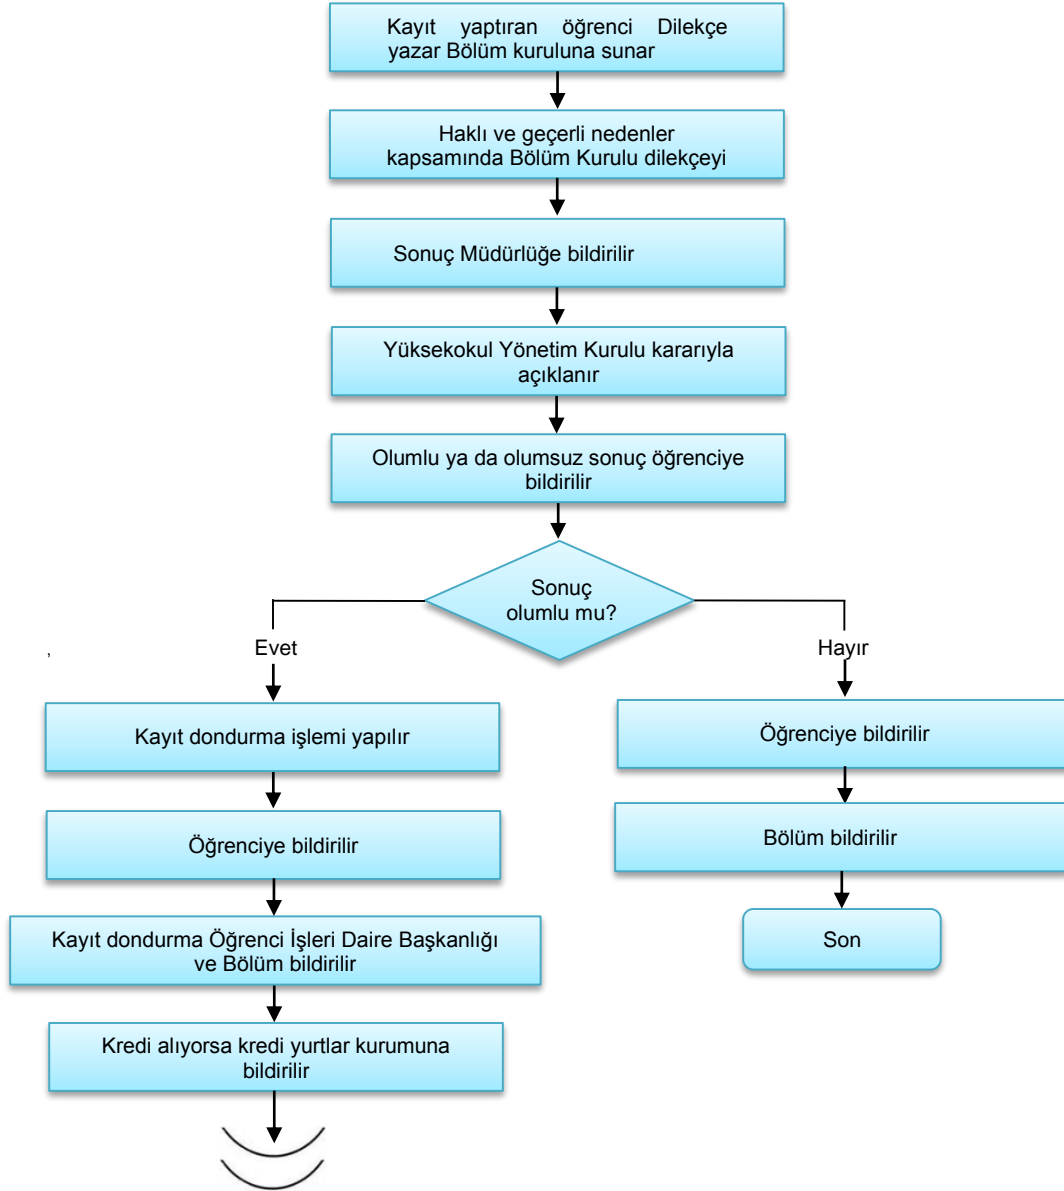 Kayıt yaptıran öğrenci Dilekçe
yazar Bölüm kuruluna sunar
Haklı ve geçerli nedenler
kapsamında Bölüm Kurulu dilekçeyi
Sonuç Müdürlüğe bildirilir
Yüksekokul Yönetim Kurulu kararıyla
açıklanır
Olumlu ya da olumsuz sonuç öğrenciye
bildirilir
Sonuç
olumlu mu?
,
Evet
Hayır
Kayıt dondurma işlemi yapılır
Öğrenciye bildirilir
Öğrenciye bildirilir
Bölüm bildirilir
Kayıt dondurma Öğrenci İşleri Daire Başkanlığı
ve Bölüm bildirilir
Son
Kredi alıyorsa kredi yurtlar kurumuna
bildirilir